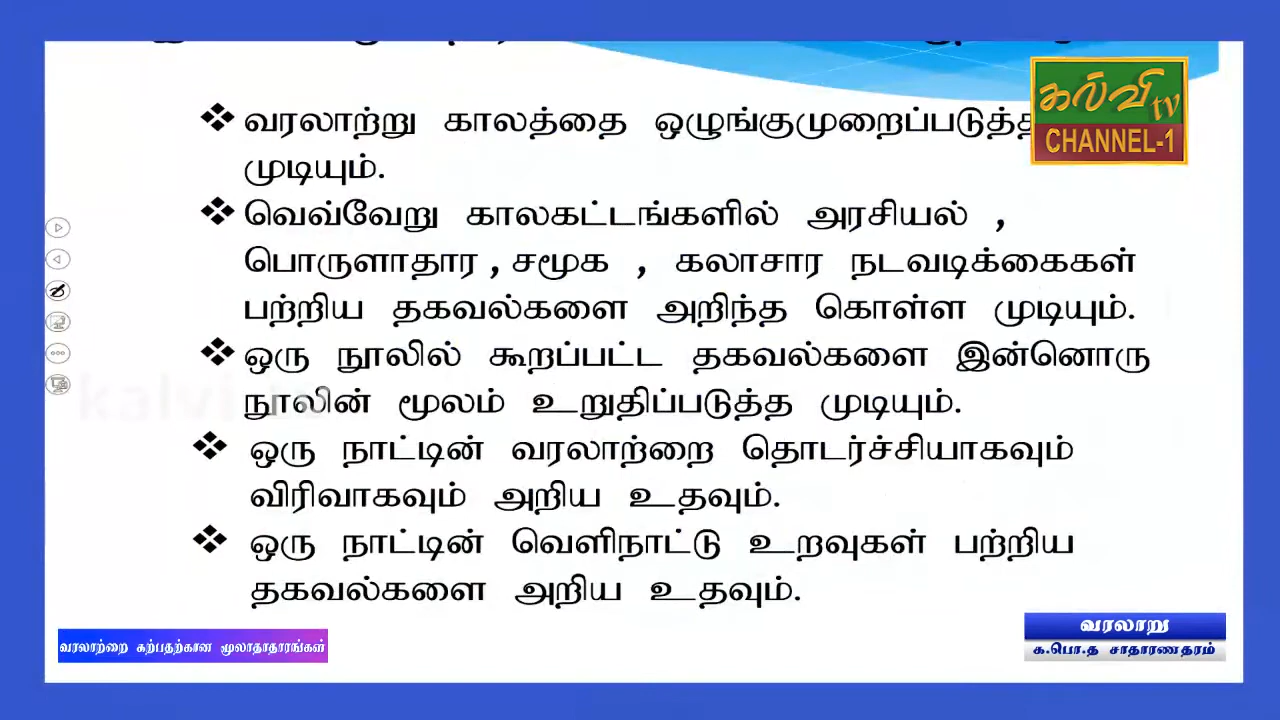 கல்வி tv
CHANNEL-1
❖ வரலாற்று காலத்தை ஒழுங்குமுறைப்படுத்த
முடியும்.
❖ வெவ்வேறு காலகட்டங்களில் அரசியல் ,
பொருளாதார , சமூக , கலாசார நடவடிக்கைகள்
பற்றிய தகவல்களை அறிந்த கொள்ள முடியும்.
❖ ஒரு நூலில் கூறப்பட்ட தகவல்களை இன்னொரு
நூலின் மூலம் உறுதிப்படுத்த முடியும்.
❖ ஒரு நாட்டின் வரலாற்றை தொடர்ச்சியாகவும்
விரிவாகவும் அறிய உதவும்.
❖ ஒரு நாட்டின் வெளிநாட்டு உறவுகள் பற்றிய
தகவல்களை அறிய உதவும்.
வரலாற்றை கற்பதற்கான மூலாதாரங்கள்
வரலாறு
க.பொ.த சாதாரணதரம்